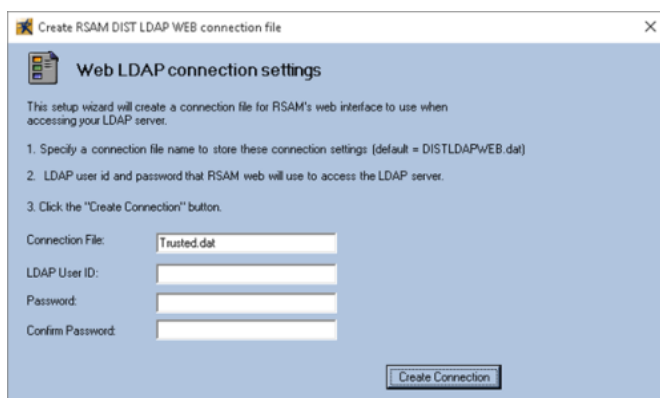 Create RSAM DIST LDAP WEB connection file
Web LDAP connection settings
This setup wizard will create a connection file for RSAM's web interface to use when
accessing your LDAP server.
1. Specify a connection file name to store these connection settings (default = DISTLDAPWEB.dat)
2. LDAP user id and password that RSAM web will use to access the LDAP server.
3. Click the "Create Connection" button.
Connection File: Trusted.dat
LDAP User ID:
Password:
Confirm Password:
Create Connection